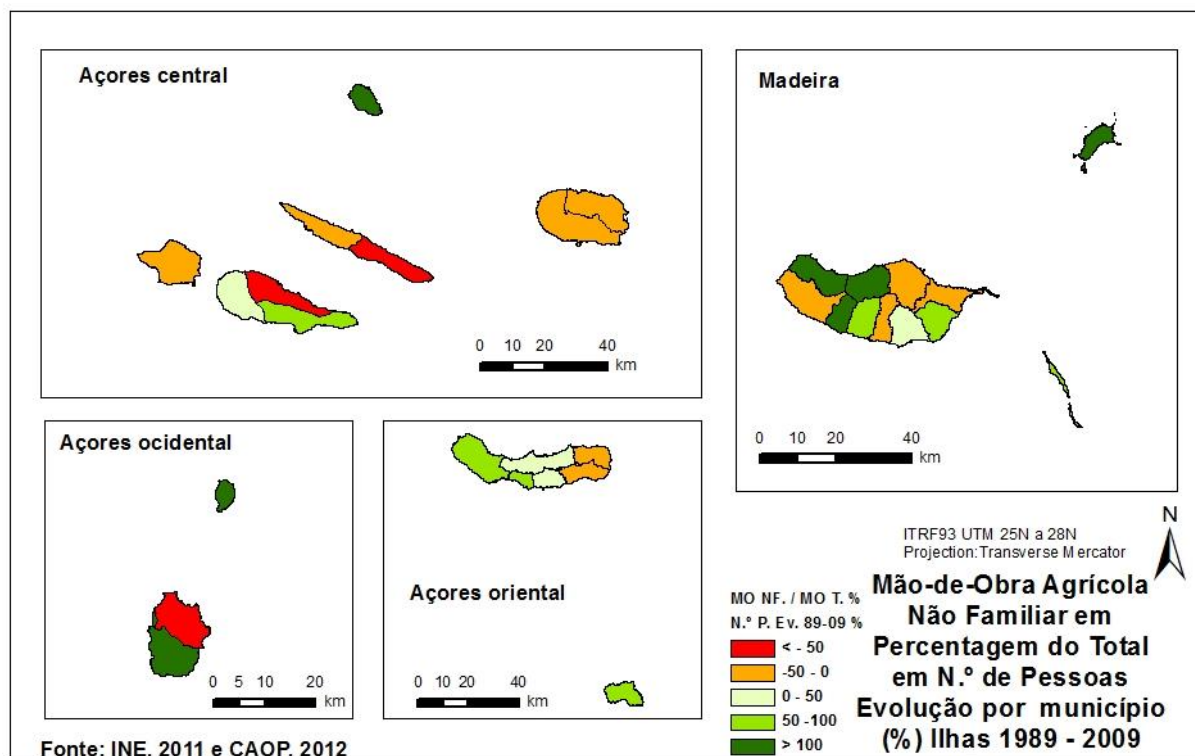 Açores central
0 10 20 40
km
Madeira
0 10 20 40
km
Açores ocidental
0 5 10 20
km
Açores oriental
0 10 20 40
km
ITRF93 UTM 25N a 28N
Projection: Transverse Mercator
N
MO NF. / MO T. %
N.º P. Ev. 89-09 %
< - 50
-50 - 0
0 - 50
50 -100
> 100
Mão-de-Obra Agrícola
Não Familiar em
Percentagem do Total
em N.º de Pessoas
Evolução por município
(%) Ilhas 1989 - 2009
Fonte: INE, 2011 e CAOP, 2012